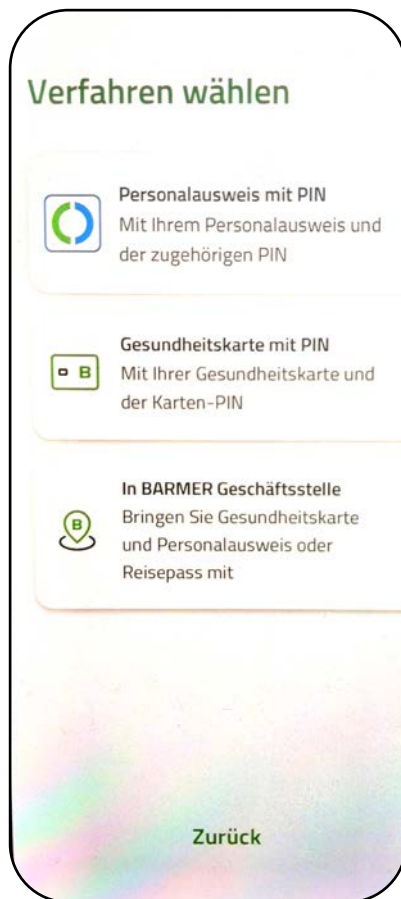 Verfahren wählen
Personalausweis mit PIN
Mit Ihrem Personalausweis und
der zugehörigen PIN
B
Gesundheitskarte mit PIN
Mit Ihrer Gesundheitskarte und
der Karten-PIN
B
In BARMER Geschäftsstelle
Bringen Sie Gesundheitskarte
und Personalausweis oder
Reisepass mit
Zurück